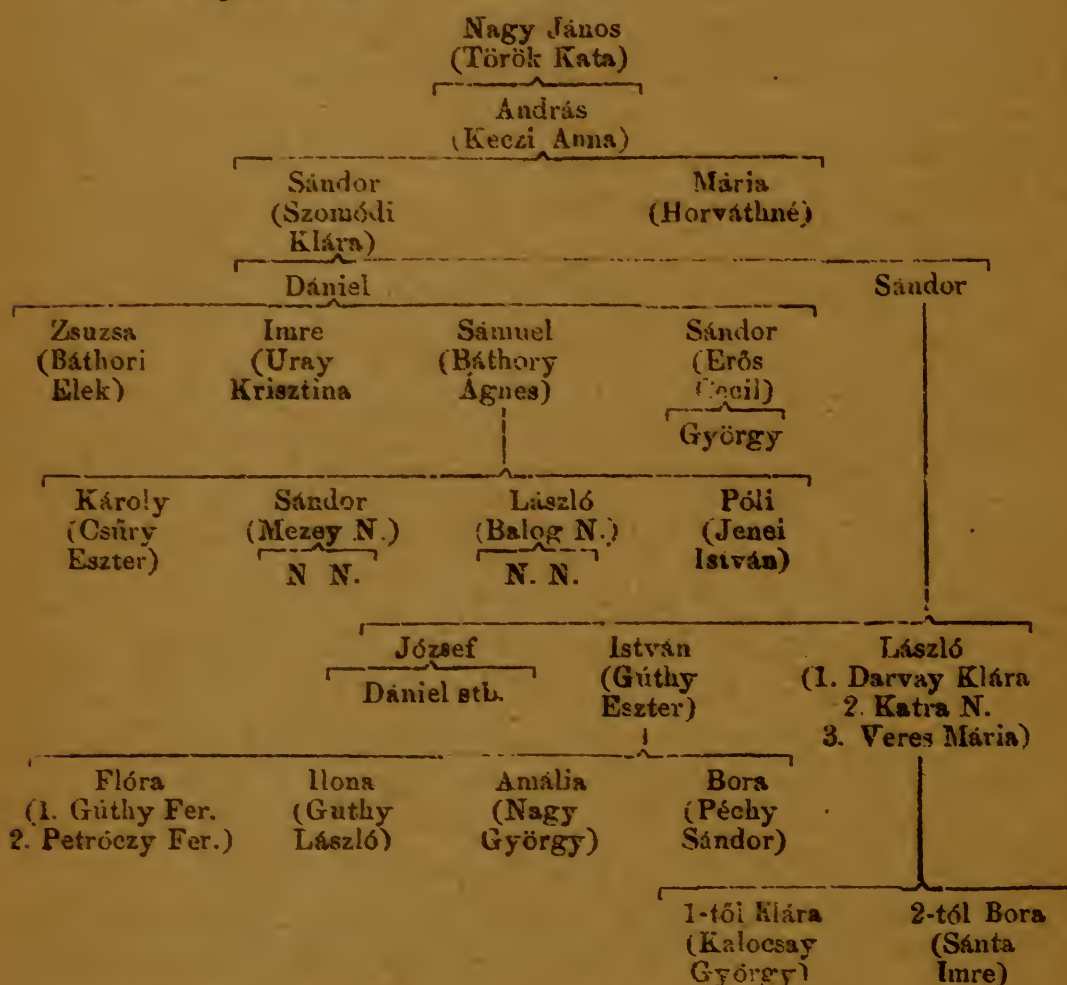 Nagy János
(Török Kata)
András
(Keczi Anna)
Sándor Mária
(Szomódi (Horváthné)
Klára)
Dániel Sándor
Zsuzsa Imre Sámuel Sándor
(Báthori (Uray (Báthory (Erős
Elek) Krisztina Ágnes) Cecil)
György
Károly Sándor László Póli
(Csűry (Mezey N.) (Balog N.) (Jenei
Eszter) N N. N. N. István)
József István László
Dániel stb. (Gúthy (1. Darvay Klára
Eszter) 2. Katra N.
3. Veres Mária)
Flóra Ilona Amália Bora
(1. Gúthy Fer. (Guthy (Nagy (Péchy
2. Petróczy Fer.) László) György) Sándor)
1-től Klára 2-tól Bora
(Kalocsay (Sánta
György) Imre)